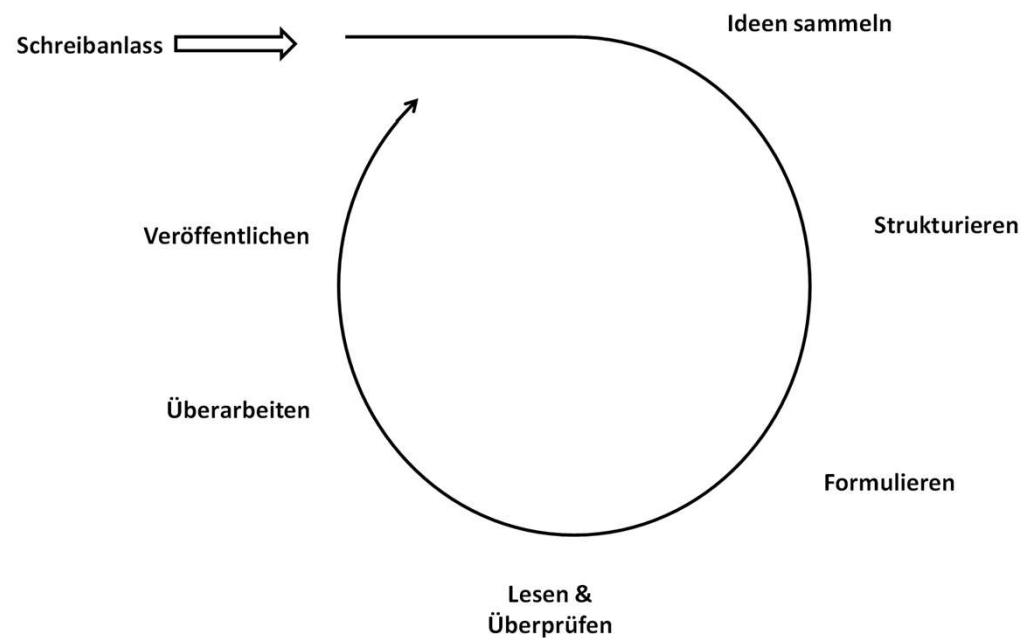 Schreibanlass
Ideen sammeln
Strukturieren
Formulieren
Lesen &
Überprüfen
Überarbeiten
Veröffentlichen